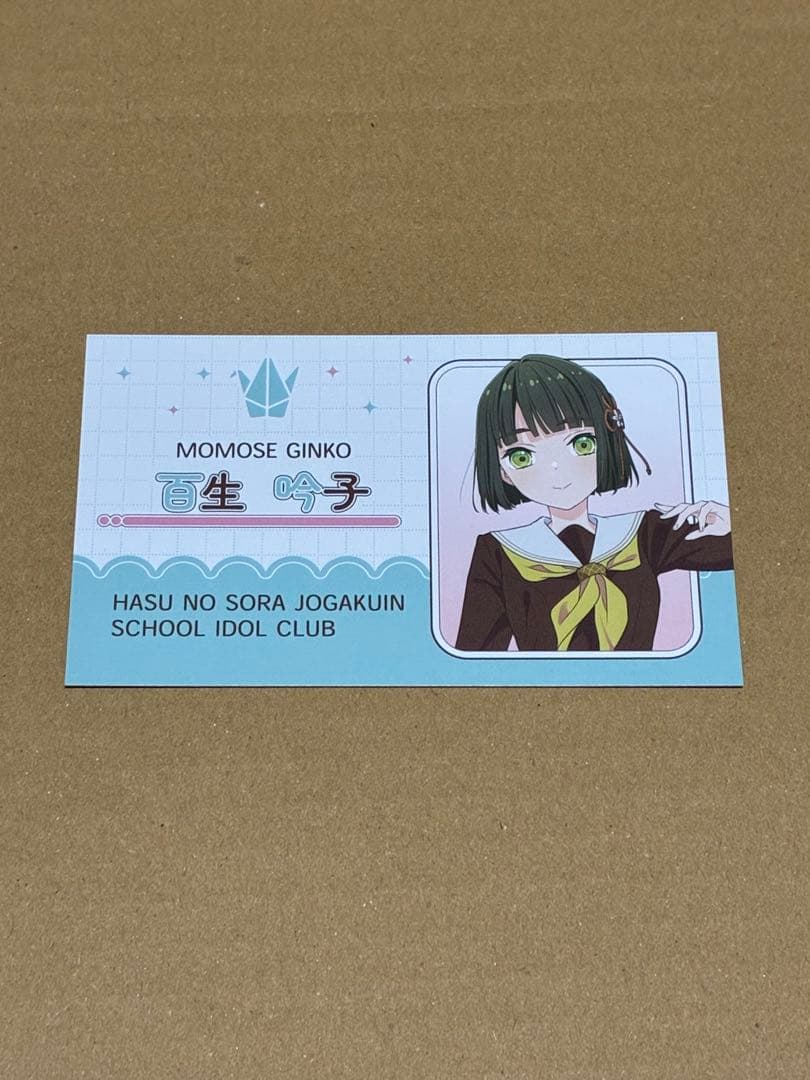 MOMOSE GINKO
百生 吟子
HASU NO SORA JOGAKUIN
SCHOOL IDOL CLUB